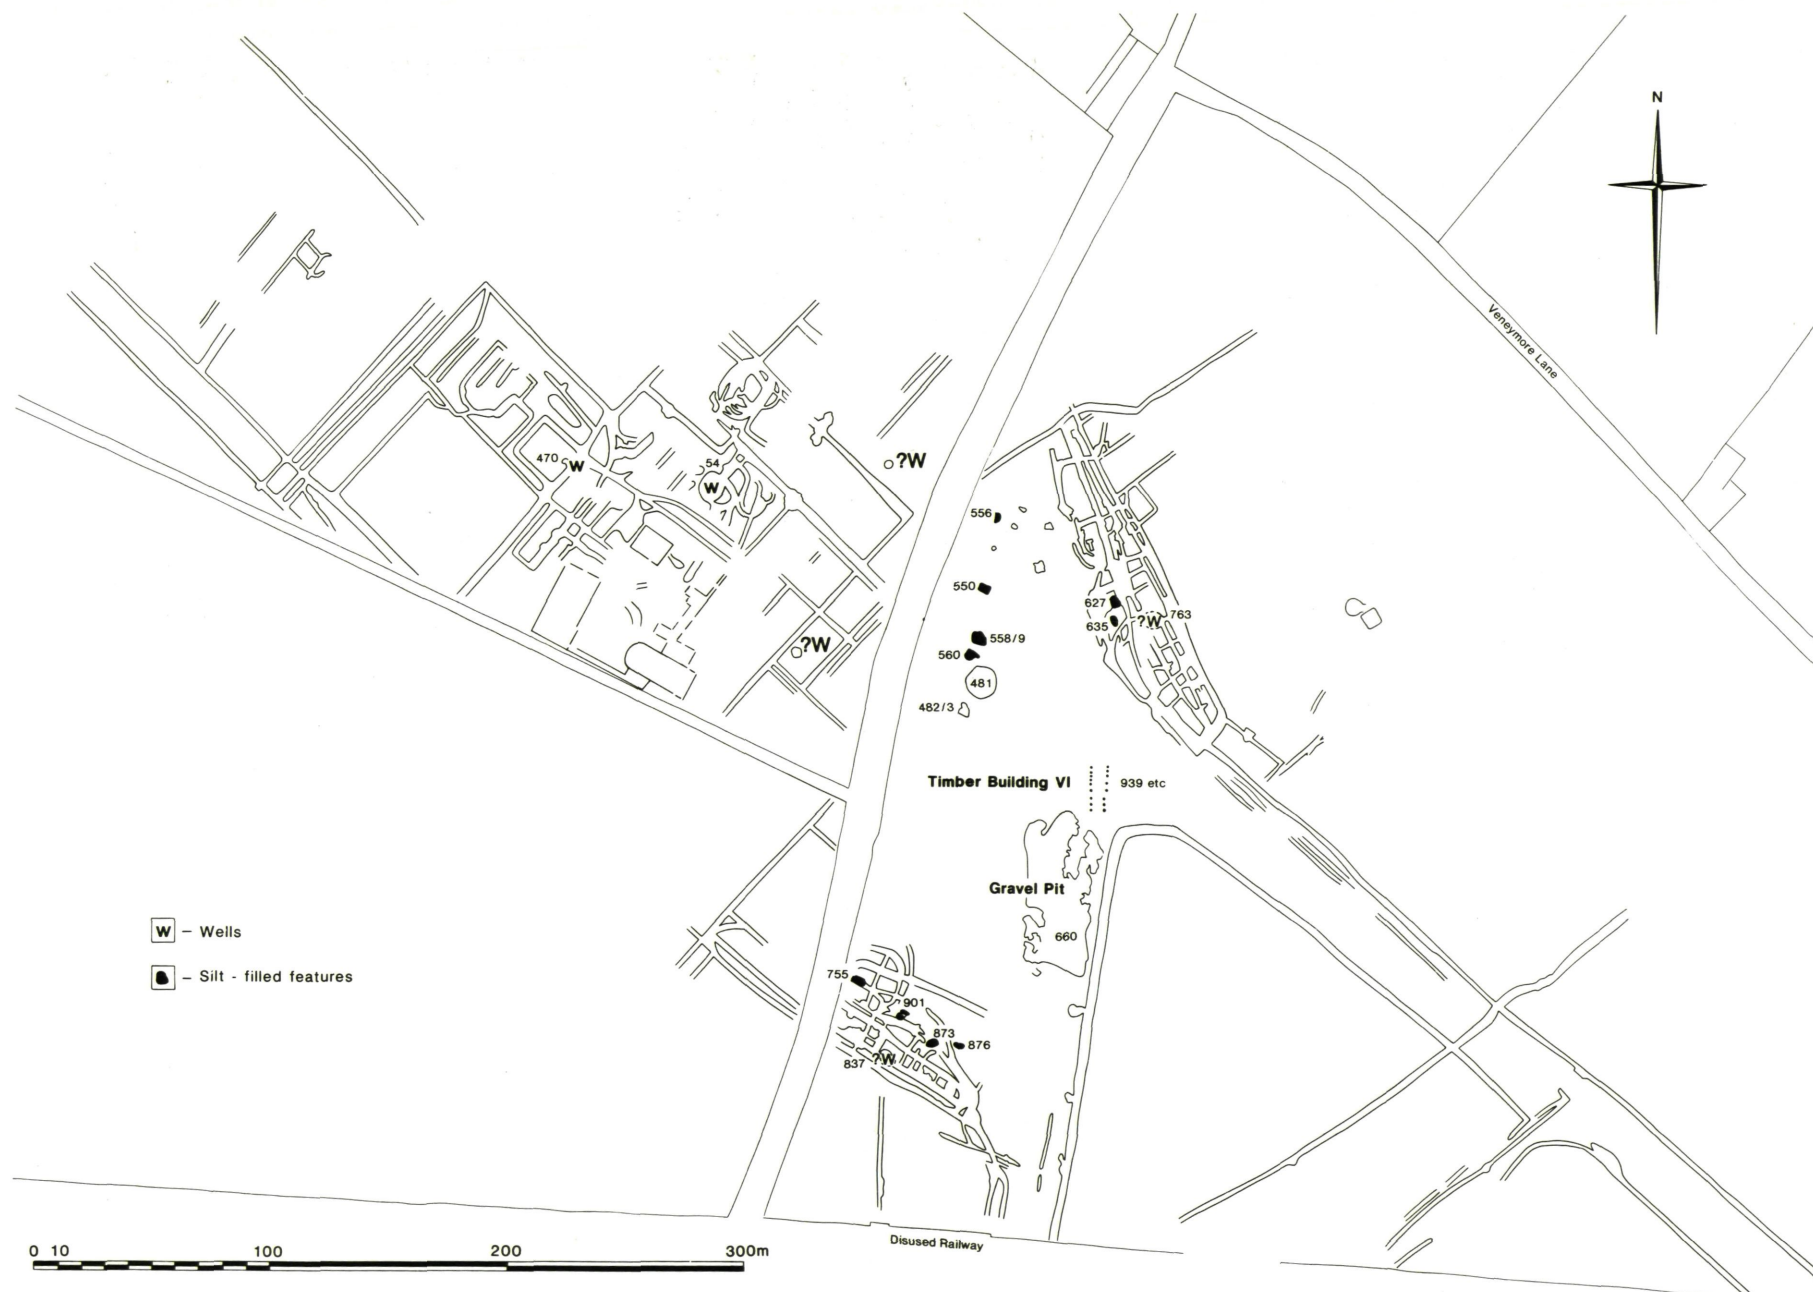 N
Veneymore Lane
470
W
54
W
?W
556
550
627
635
?W
763
558/9
560
?W
481
482/3
Timber Building VI
939 etc
Gravel Pit
660
W – Wells
– Silt - filled features
755
901
873
876
837 ?W
Disused Railway
0 10 100 200 300m